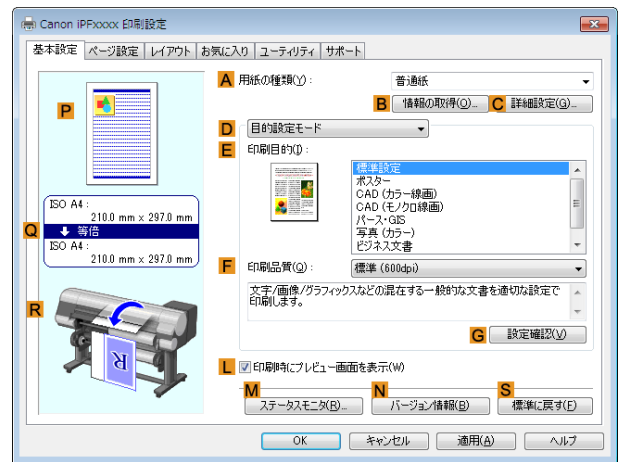 Canon iPFxxxx 印刷設定
基本設定 ページ設定 レイアウト お気に入り ユーティリティ サポート
A 用紙の種類(Y): 普通紙
B 情報の取得(O)... C 詳細設定(G)...
P
D 目的設定モード
E 印刷目的(I):
標準設定
ポスター
CAD (カラー線画)
CAD (モノクロ線画)
パース・GIS
写真 (カラー)
ビジネス文書
ISO A4 :
210.0 mm x 297.0 mm
Q 等倍
ISO A4 :
210.0 mm x 297.0 mm
F 印刷品質(Q): 標準 (600dpi)
文字/画像/グラフィックスなどの混在する一般的な文書を適切な設定で
印刷します。
R
R
G 設定確認(V)
L 印刷時にプレビュー画面を表示(W)
M N S
ステータスモニタ(R)... バージョン情報(B) 標準に戻す(F)
OK キャンセル 適用(A) ヘルプ